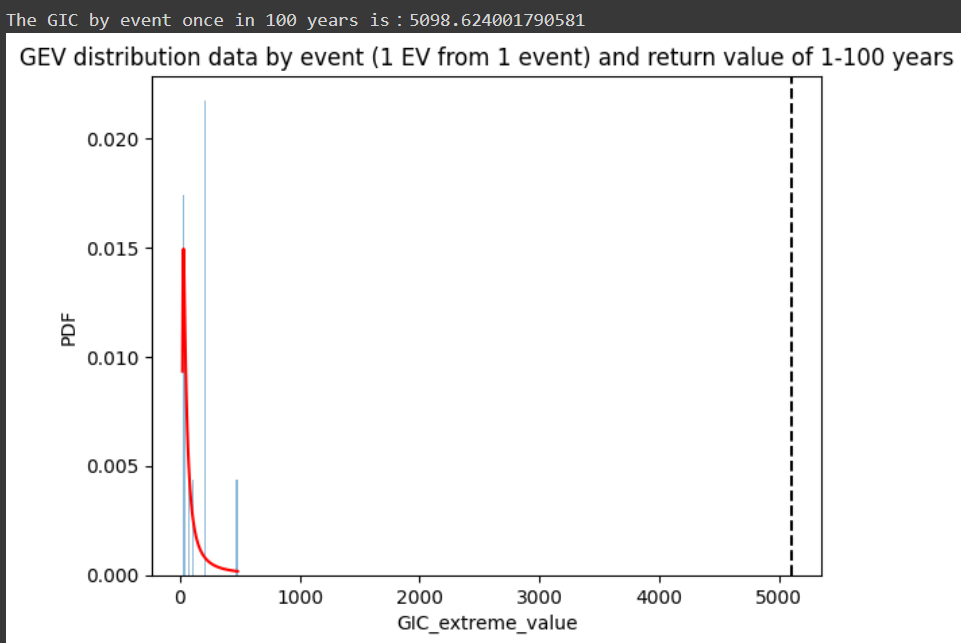 The GIC by event once in 100 years is：5098.624001790581
GEV distribution data by event (1 EV from 1 event) and return value of 1-100 years
0.020
0.015
0.010
0.005
0.000
PDF
0
1000
2000
3000
4000
5000
GIC_extreme_value